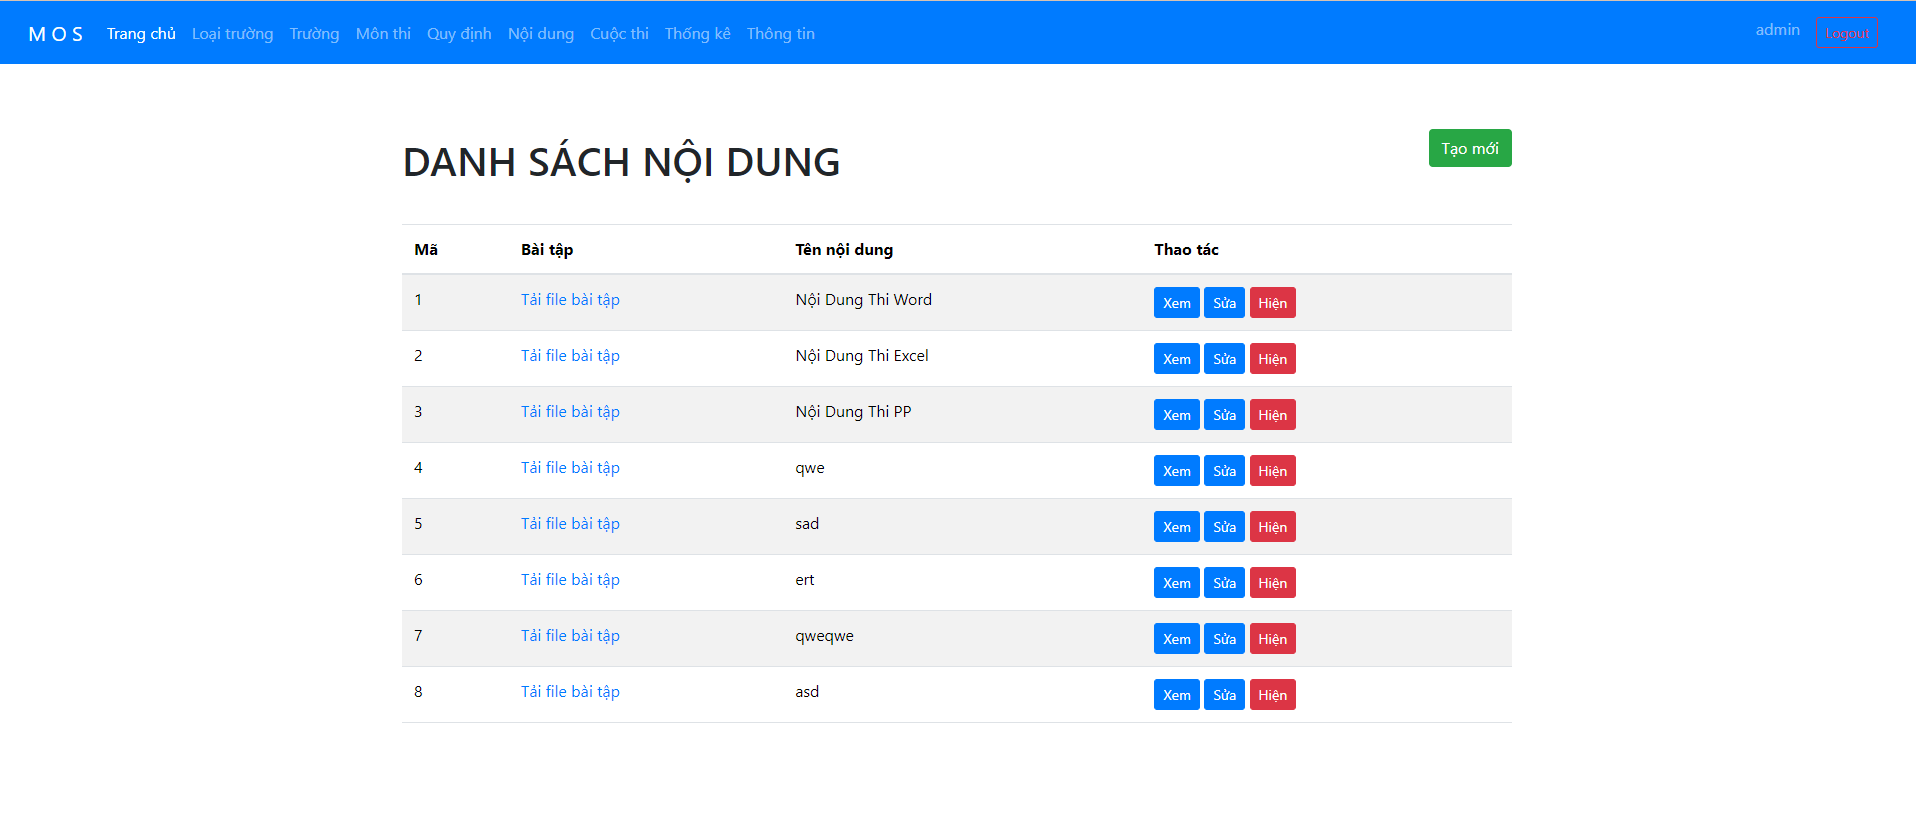 M O S Trang chủ Loại trường Trường Môn thi Quy định Nội dung Cuộc thi Thống kê Thông tin admin Logout
DANH SÁCH NỘI DUNG Tạo mới
Mã Bài tập Tên nội dung Thao tác
1 Tải file bài tập Nội Dung Thi Word Xem Sửa Hiện
2 Tải file bài tập Nội Dung Thi Excel Xem Sửa Hiện
3 Tải file bài tập Nội Dung Thi PP Xem Sửa Hiện
4 Tải file bài tập qwe Xem Sửa Hiện
5 Tải file bài tập sad Xem Sửa Hiện
6 Tải file bài tập ert Xem Sửa Hiện
7 Tải file bài tập qweqwe Xem Sửa Hiện
8 Tải file bài tập asd Xem Sửa Hiện